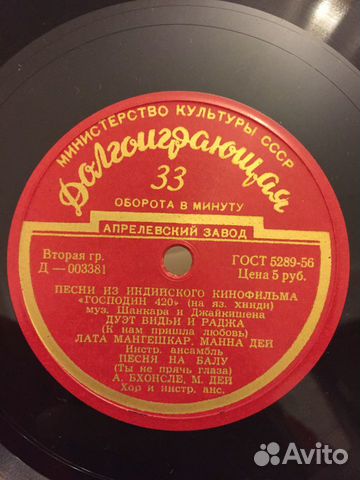 МИНИСТЕРСТВО КУЛЬТУРЫ СССР
Долгоиграющая
33
ОБОРОТА В МИНУТУ
АПРЕЛЕВСКИЙ ЗАВОД
Вторая гр.
Д — 003381
ГОСТ 5289-56
Цена 5 руб.
ПЕСНИ ИЗ ИНДИЙСКОГО КИНОФИЛЬМА
«ГОСПОДИН 420» (на яз. хинди)
муз. Шанкара и Джайкишена
ДУЭТ ВИДЬИ И РАДЖА
(К нам пришла любовь)
ЛАТА МАНГЕШКАР, МАННА ДЕЙ
Инстр. ансамбль
ПЕСНЯ НА БАЛУ
(Ты не прячь глаза)
А. БХОНСЛЕ, М. ДЕЙ
Хор и инстр. анс.
Avito